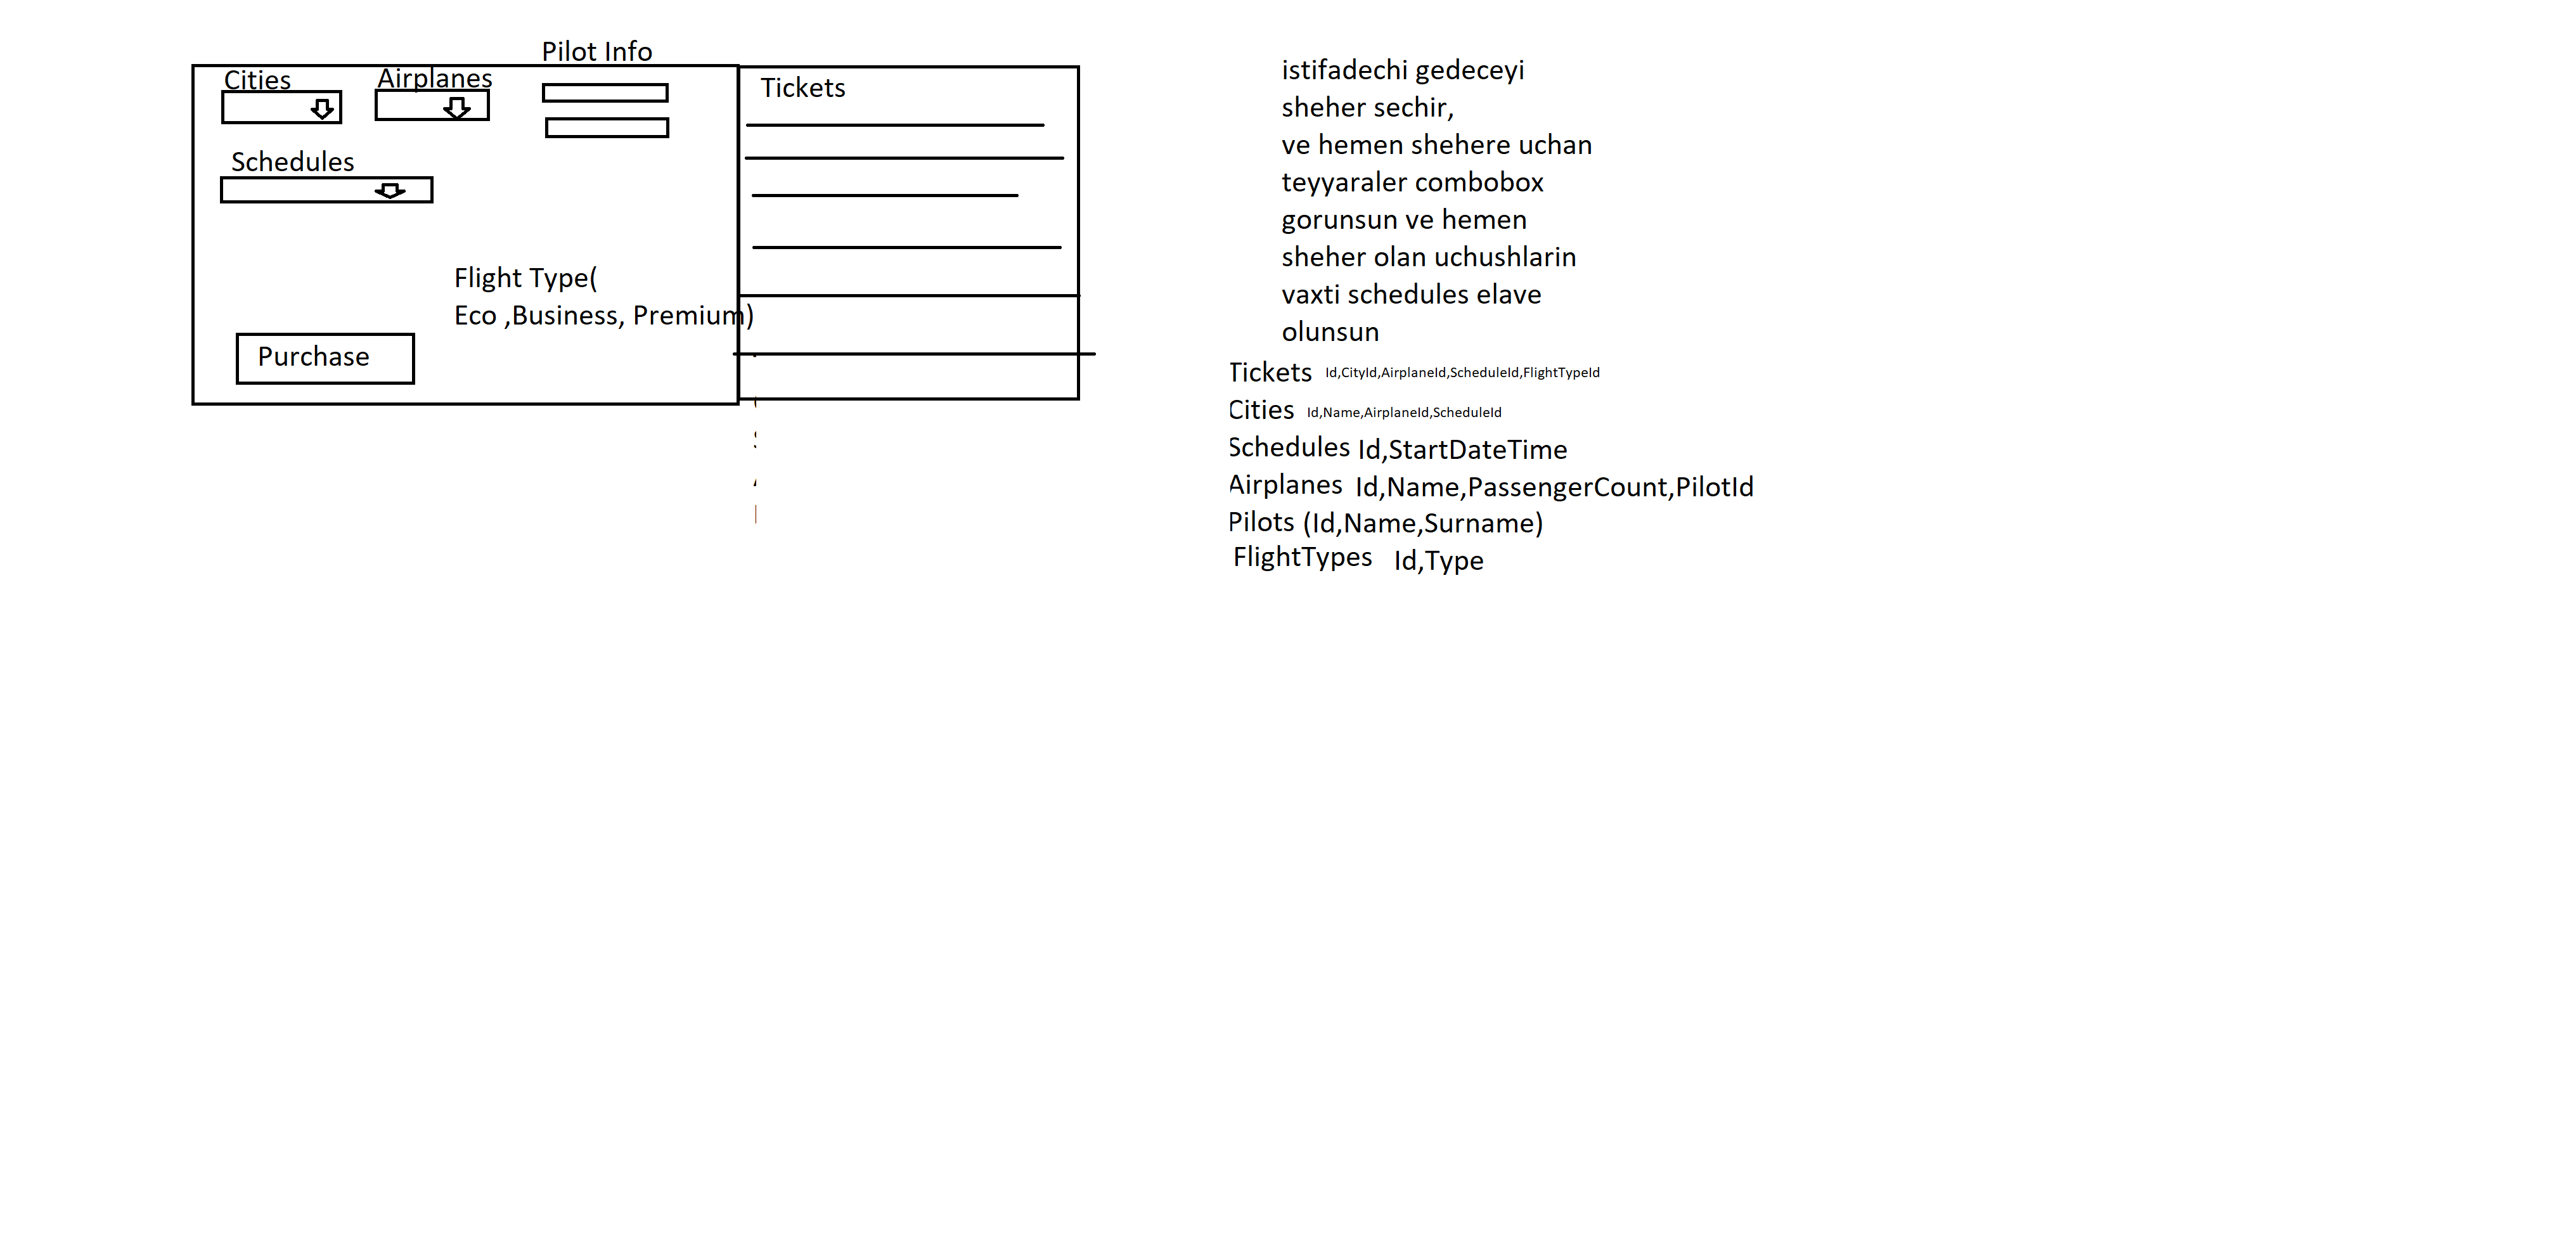 Pilot Info
Cities
Airplanes
Tickets
Schedules
Flight Type(
Eco ,Business, Premium)
Purchase
istifadechi gedeceyi
sheher sechir,
ve hemen shehere uchan
teyyaraler combobox
gorunsun ve hemen
sheher olan uchushlarin
vaxti schedules elave
olunsun
Tickets Id,CityId,AirplaneId,ScheduleId,FlightTypeId
Cities Id,Name,AirplaneId,ScheduleId
Schedules Id,StartDateTime
Airplanes Id,Name,PassengerCount,PilotId
Pilots (Id,Name,Surname)
FlightTypes Id,Type